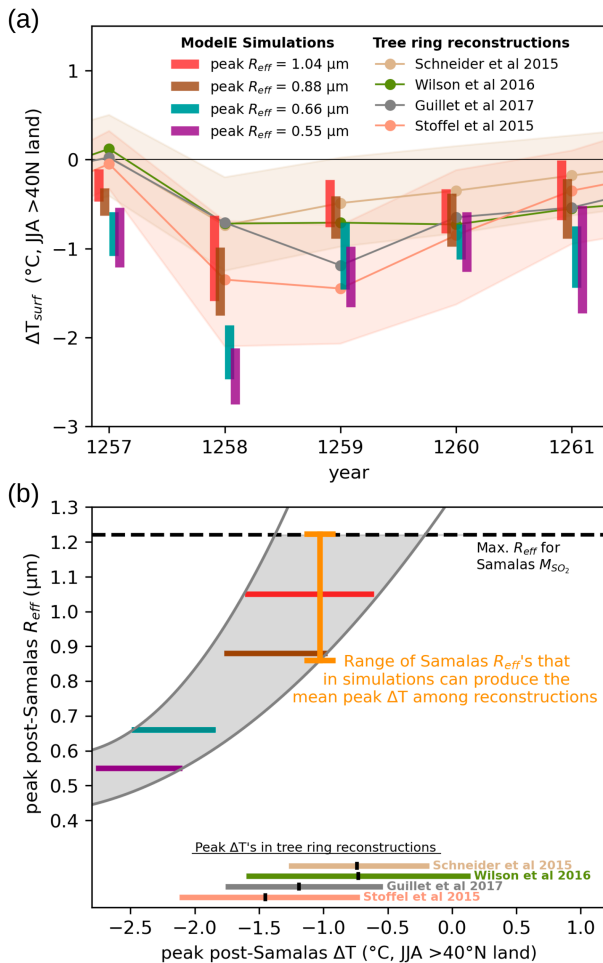 (a)
ModelE Simulations
peak R_eff = 1.04 μm
peak R_eff = 0.88 μm
peak R_eff = 0.66 μm
peak R_eff = 0.55 μm
Tree ring reconstructions
Schneider et al 2015
Wilson et al 2016
Guillet et al 2017
Stoffel et al 2015
1
0
−1
−2
−3
ΔT_surf (°C, JJA >40N land)
1257
1258
1259
1260
1261
year
(b)
1.3
1.2
1.1
1.0
0.9
0.8
0.7
0.6
0.5
0.4
peak post-Samalas R_eff (μm)
Max. R_eff for
Samalas M_SO₂
Range of Samalas R_eff's that
in simulations can produce the
mean peak ΔT among reconstructions
Peak ΔT's in tree ring reconstructions
Schneider et al 2015
Wilson et al 2016
Guillet et al 2017
Stoffel et al 2015
−2.5
−2.0
−1.5
−1.0
−0.5
0.0
0.5
1.0
peak post-Samalas ΔT (°C, JJA >40°N land)